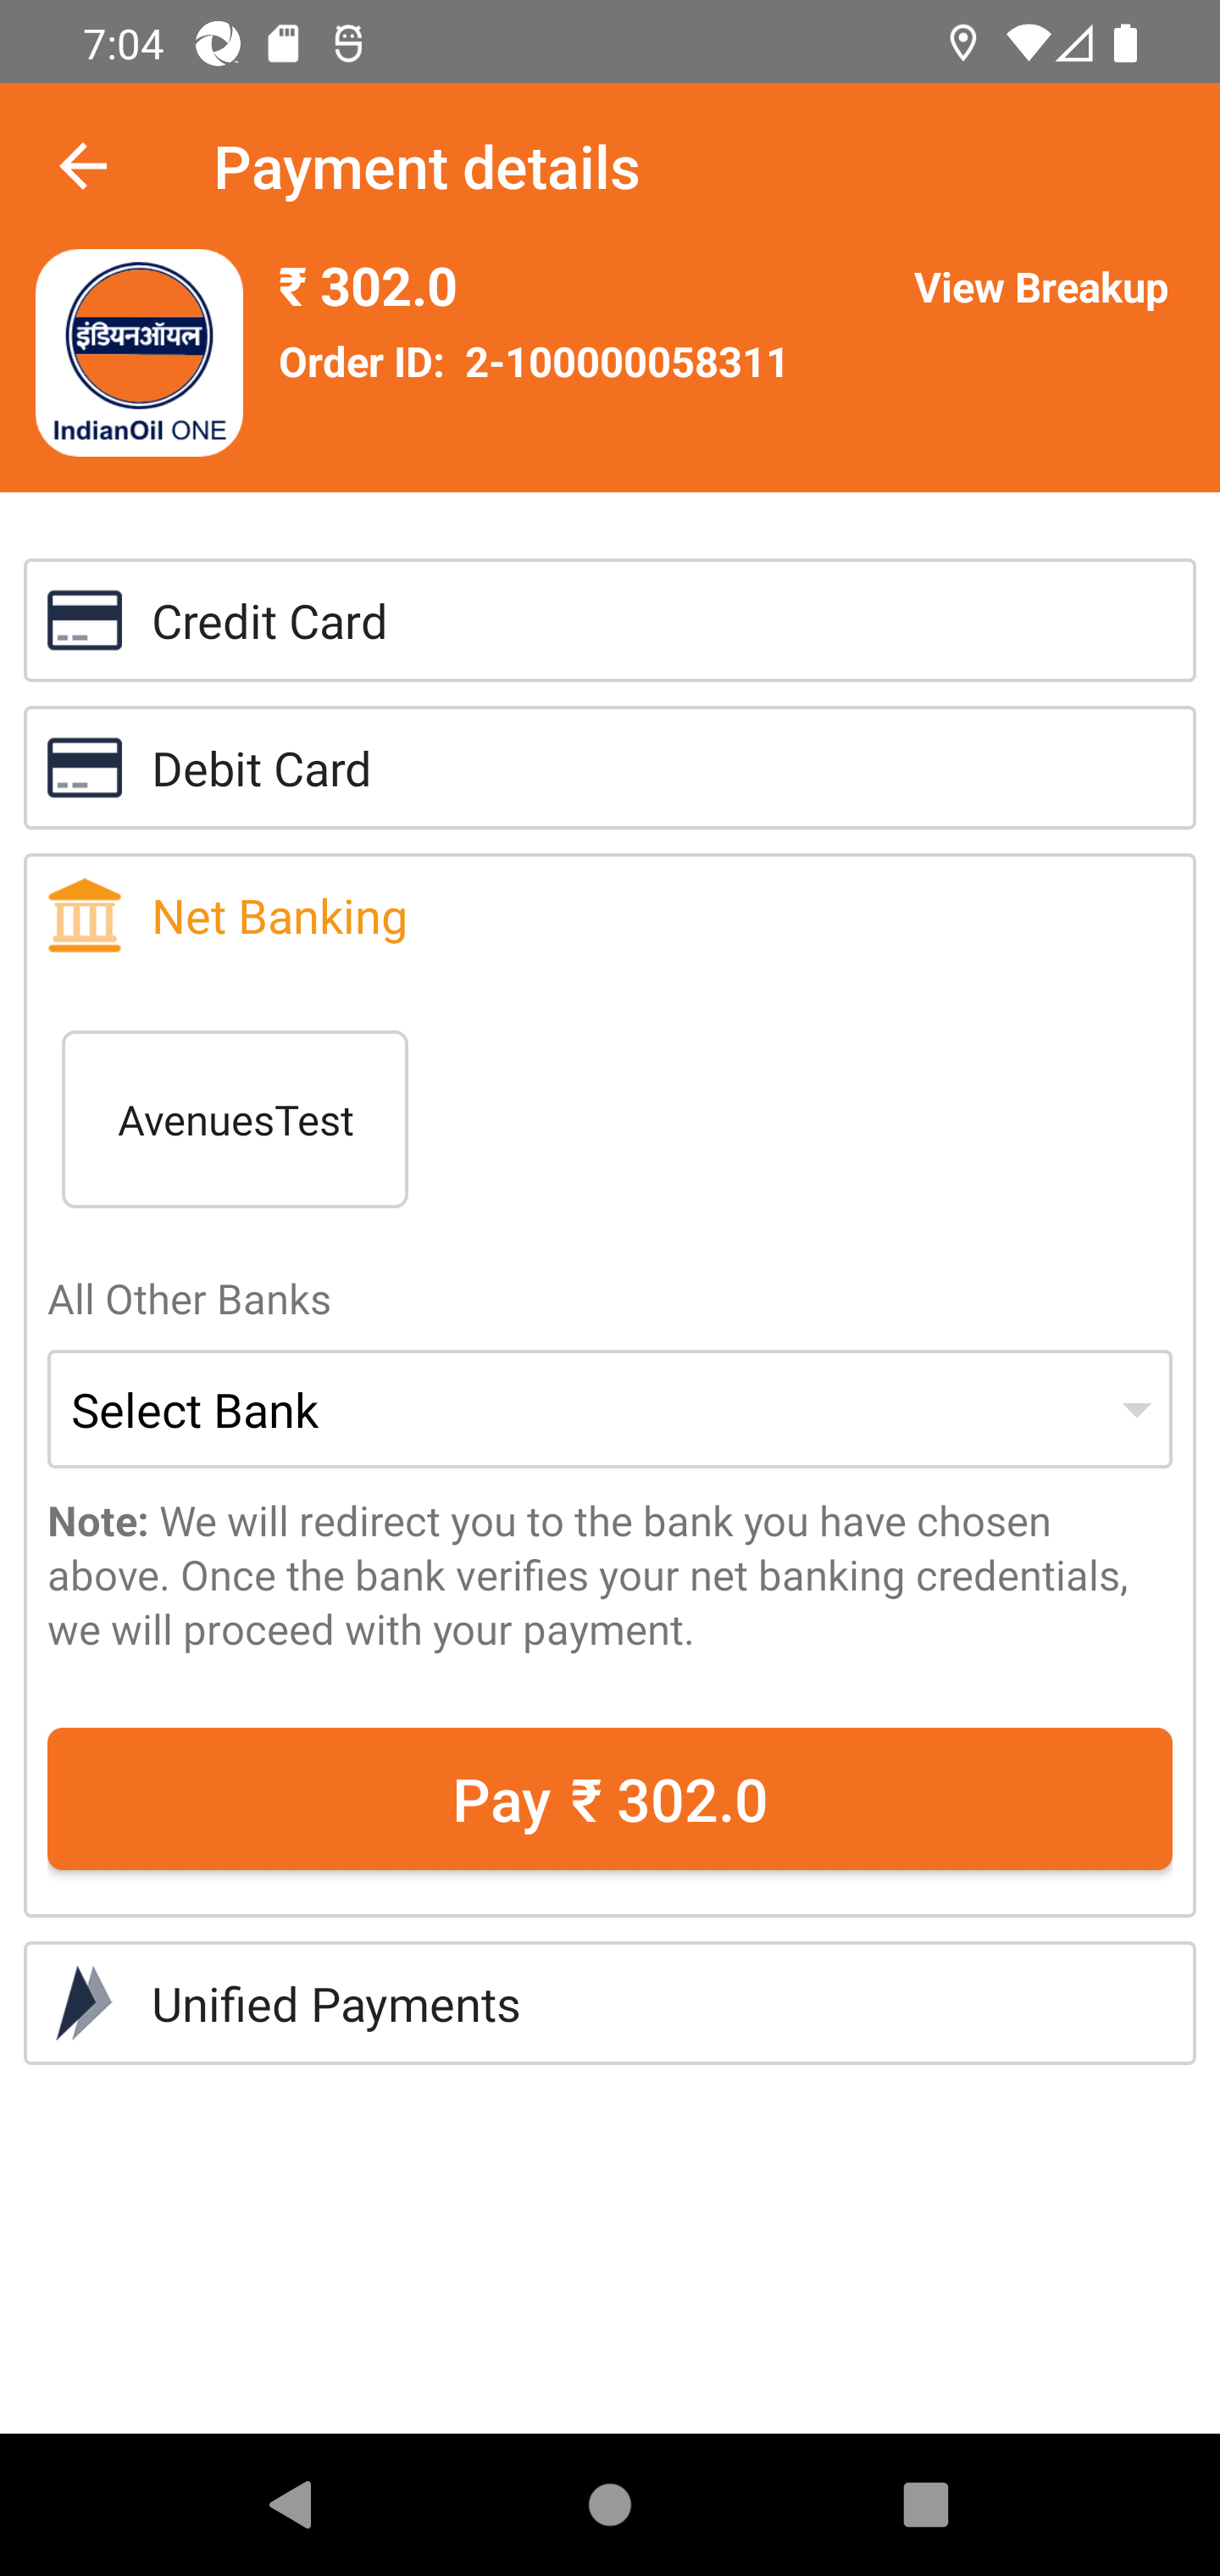 7:04
Payment details
₹ 302.0
View Breakup
Order ID: 2-100000058311
इंडियनऑयल
IndianOil ONE
Credit Card
Debit Card
Net Banking
AvenuesTest
All Other Banks
Select Bank
Note: We will redirect you to the bank you have chosen
above. Once the bank verifies your net banking credentials,
we will proceed with your payment.
Pay ₹ 302.0
Unified Payments